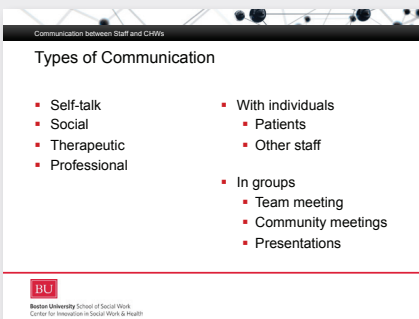 Communication between Staff and CHWs
Types of Communication
Self-talk
Social
Therapeutic
Professional
With individuals
Patients
Other staff
In groups
Team meeting
Community meetings
Presentations
BU
Boston University School of Social Work
Center for Innovation in Social Work & Health